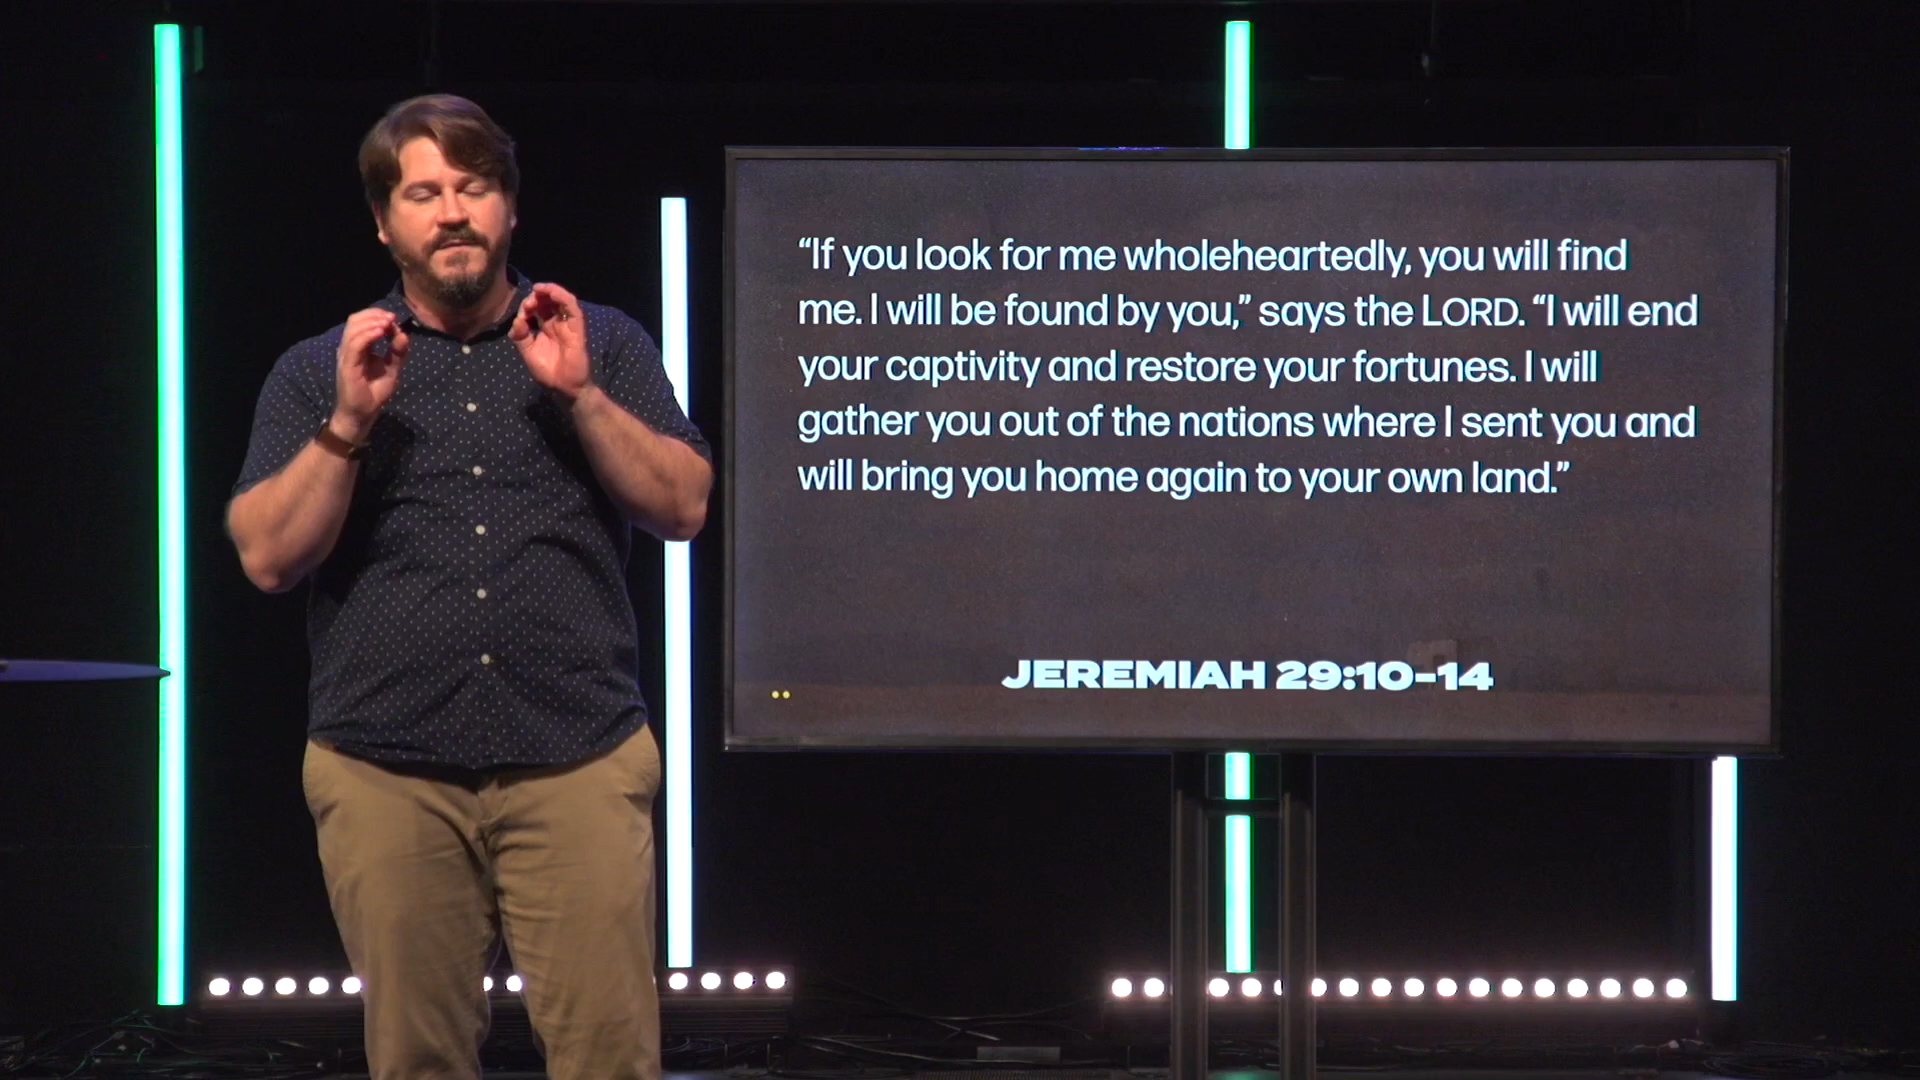 “If you look for me wholeheartedly, you will find
me. I will be found by you,” says the LORD. “I will end
your captivity and restore your fortunes. I will
gather you out of the nations where I sent you and
will bring you home again to your own land.”
JEREMIAH 29:10-14